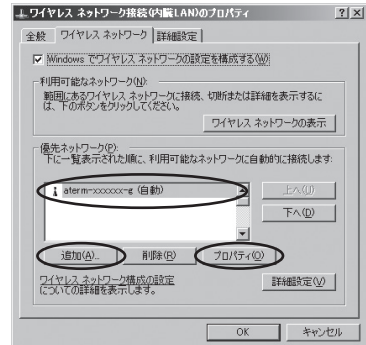 ワイヤレス ネットワーク接続(内臓LAN)のプロパティ
全般
ワイヤレス ネットワーク
詳細設定
Windows でワイヤレス ネットワークの設定を構成する(W)
利用可能なネットワーク(N):
範囲にあるワイヤレス ネットワークに接続、切断または詳細を表示するに
は、下のボタンをクリックしてください。
ワイヤレス ネットワークの表示
優先ネットワーク(P):
下に一覧表示された順に、利用可能なネットワークに自動的に接続します:
aterm-xxxxxx-g (自動)
上へ(U)
下へ(D)
追加(A)...
削除(R)
プロパティ(O)
ワイヤレス ネットワーク構成の設定
についての詳細を表示します。
詳細設定(V)
OK
キャンセル